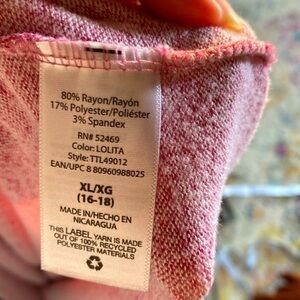 80% Rayon/Rayón
17% Polyester/Poliéster
3% Spandex
RN# 52469
Color: LOLITA
Style: TTL49012
EAN/UPC 8 80960988025
XL/XG
(16-18)
MADE IN/HECHO EN
NICARAGUA
THIS LABEL YARN IS MADE
OUT OF 100% RECYCLED
POLYESTER MATERIALS